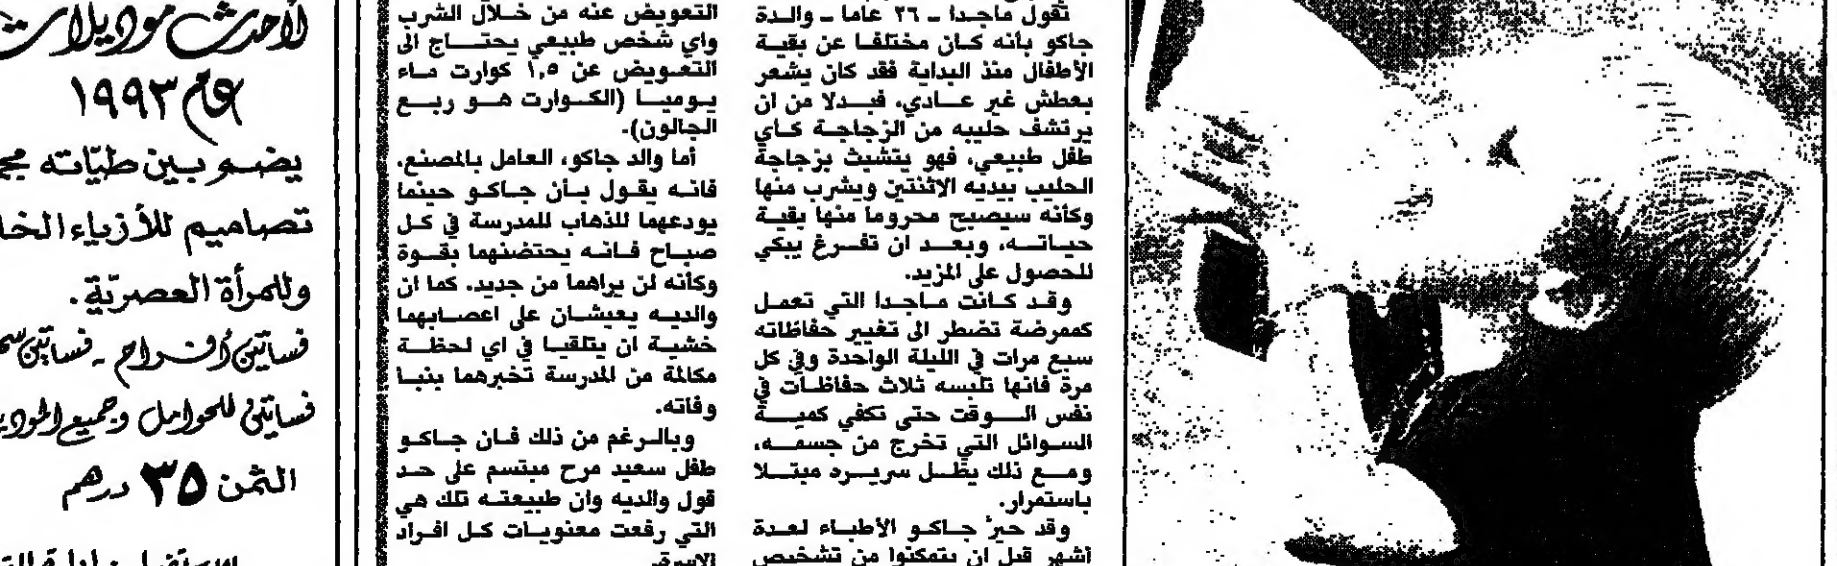 تقول ماجدا ـ ٢٦ عاما ـ والدة
جاكو بأنه كان مختلفا عن بقية
الأطفال منذ البداية فقد كان يشعر
بعطش غير عادي، فبدلا من ان
يرتشف حليبه من الزجاجة كأي
طفل طبيعي، فهو يتشبث بزجاجة
الحليب بيديه الاثنتين ويشرب منها
وكأنه سيصبح محروما منها بقية
حياته، وبعد ان تفرغ يبكي
للحصول على المزيد.
وقد كانت ماجدا التي تعمل
كممرضة تضطر الى تغيير حفاظاته
سبع مرات في الليلة الواحدة وفي كل
مرة فانها تلبسه ثلاث حفاظات في
نفس الوقت حتى تكفي كمية
السوائل التي تخرج من جسمه،
ومع ذلك يظل سريره مبتلا
باستمرار.
وقد حيرّ جاكو الأطباء لعدة
أشهر قبل ان يتمكنوا من تشخيص
التعويض عنه من خلال الشرب
واي شخص طبيعي يحتاج الى
التعويض عن ١,٥ كوارت ماء
يوميا (الكوارت هو ربع
الجالون).
أما والد جاكو، العامل بالمصنع،
فانه يقول بأن جاكو حينما
يودعهما للذهاب للمدرسة في كل
صباح فانه يحتضنهما بقوة
وكأنه لن يراهما من جديد. كما ان
والديه يعيشان على اعصابهما
خشية ان يتلقيا في اي لحظة
مكالمة من المدرسة تخبرهما بنبا
وفاته.
وبالرغم من ذلك فان جاكو
طفل سعيد مرح مبتسم على حد
قول والديه وان طبيعته تلك هي
التي رفعت معنويات كل افراد
الاسرة.
لأحدث موديلات
عام ١٩٩٣
يضم بين طيّاته
تصاميم للأزياء
وللمرأة العصريّة.
فساتين أفراح ـ فساتين
فساتين للحوامل وجميع
الثمن ٣٥ درهم